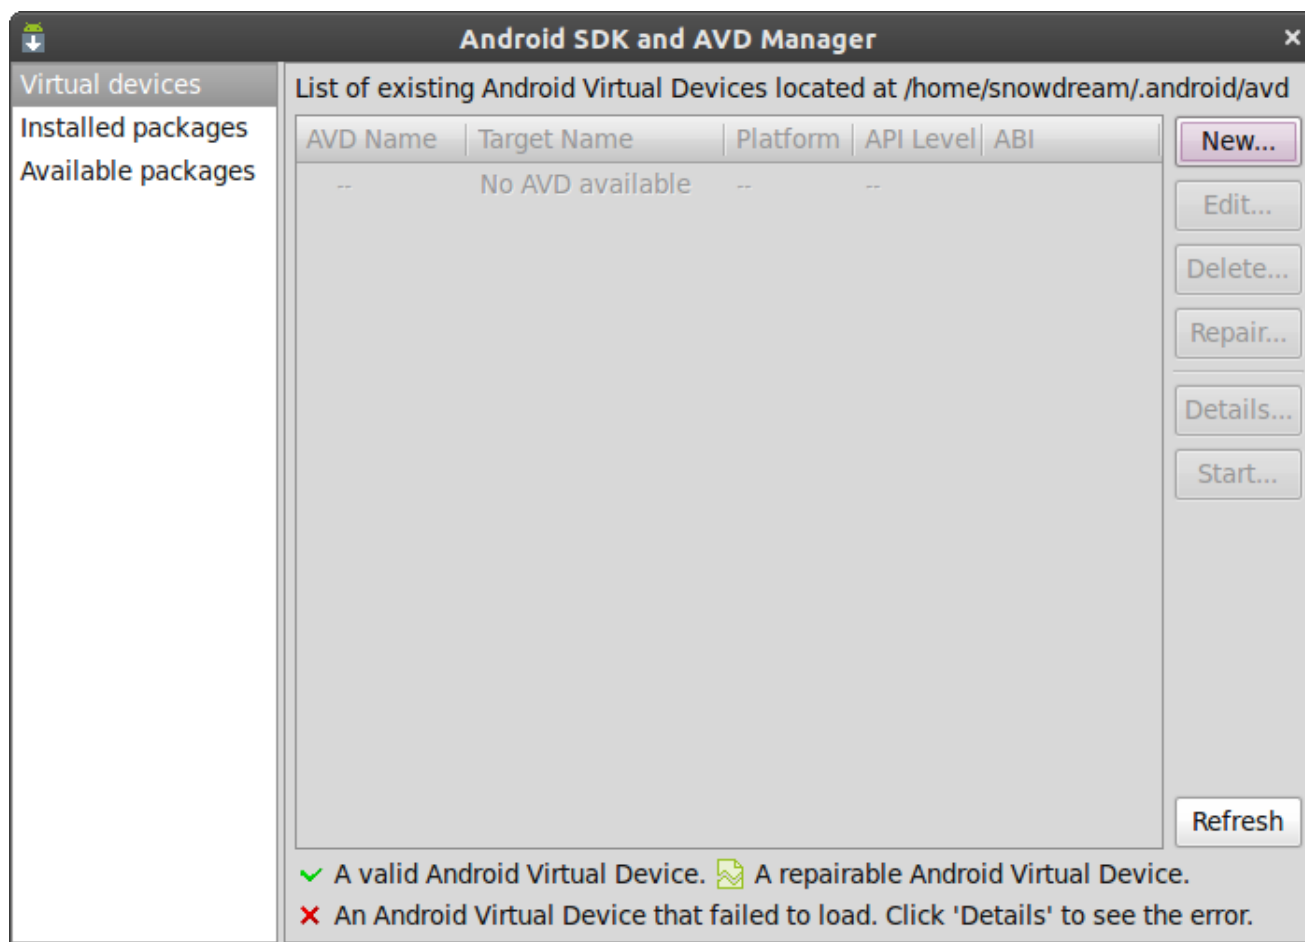 Android SDK and AVD Manager
Virtual devices
Installed packages
Available packages
List of existing Android Virtual Devices located at /home/snowdream/.android/avd
AVD Name Target Name Platform API Level ABI
-- No AVD available -- --
New...
Edit...
Delete...
Repair...
Details...
Start...
Refresh
A valid Android Virtual Device. A repairable Android Virtual Device.
An Android Virtual Device that failed to load. Click 'Details' to see the error.